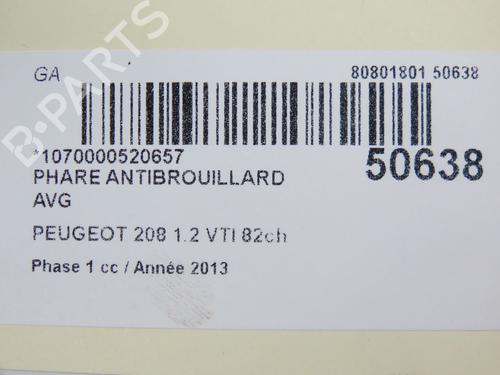 GA 80801801 50638
*1070000520657 50638
PHARE ANTIBROUILLARD
AVG
PEUGEOT 208 1.2 VTI 82ch
Phase 1 cc / Année 2013
B-PARTS